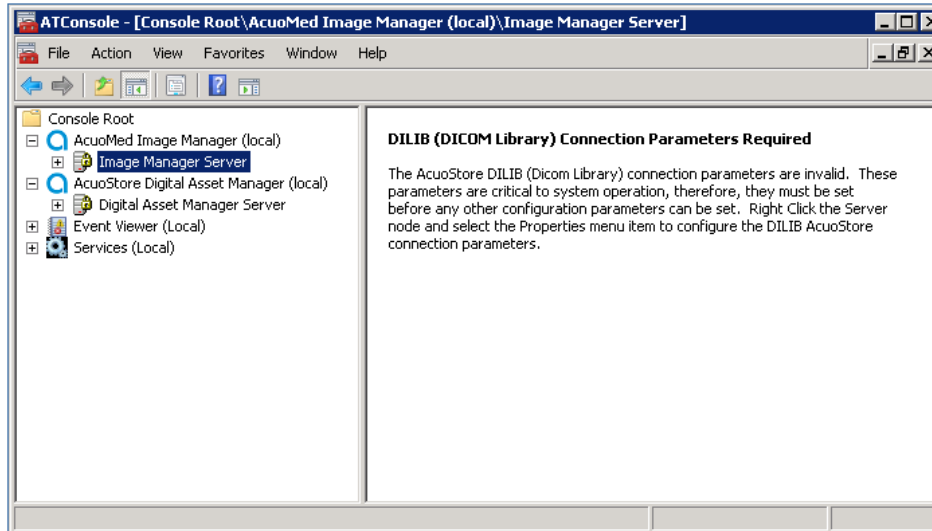 ATConsole - [Console Root\AcuoMed Image Manager (local)\Image Manager Server]
File Action View Favorites Window Help
Console Root
AcuoMed Image Manager (local)
Image Manager Server
AcuoStore Digital Asset Manager (local)
Digital Asset Manager Server
Event Viewer (Local)
Services (Local)
DILIB (DICOM Library) Connection Parameters Required
The AcuoStore DILIB (Dicom Library) connection parameters are invalid. These
parameters are critical to system operation, therefore, they must be set
before any other configuration parameters can be set. Right Click the Server
node and select the Properties menu item to configure the DILIB AcuoStore
connection parameters.